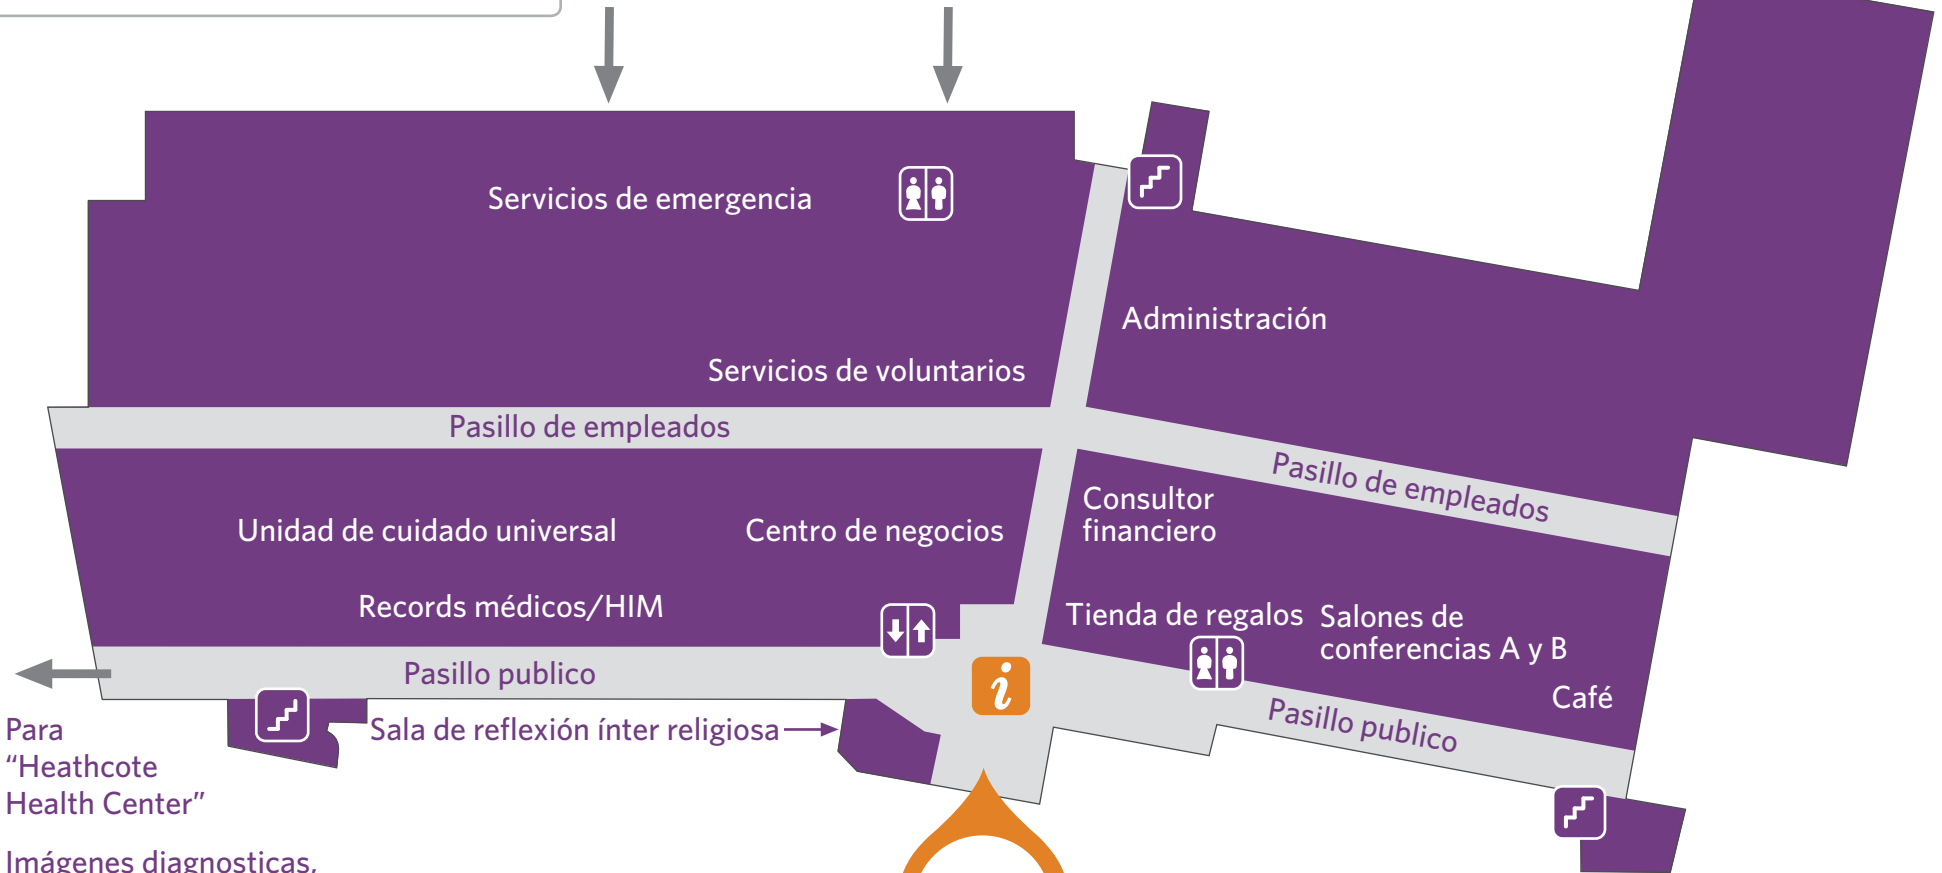 Servicios de emergencia
Administración
Servicios de voluntarios
Pasillo de empleados
Pasillo de empleados
Consultor
financiero
Unidad de cuidado universal
Centro de negocios
Records médicos/HIM
Tienda de regalos
Salones de
conferencias A y B
Café
Pasillo publico
i
Pasillo publico
Sala de reflexión ínter religiosa
Para
“Heathcote
Health Center”
Imágenes diagnosticas,